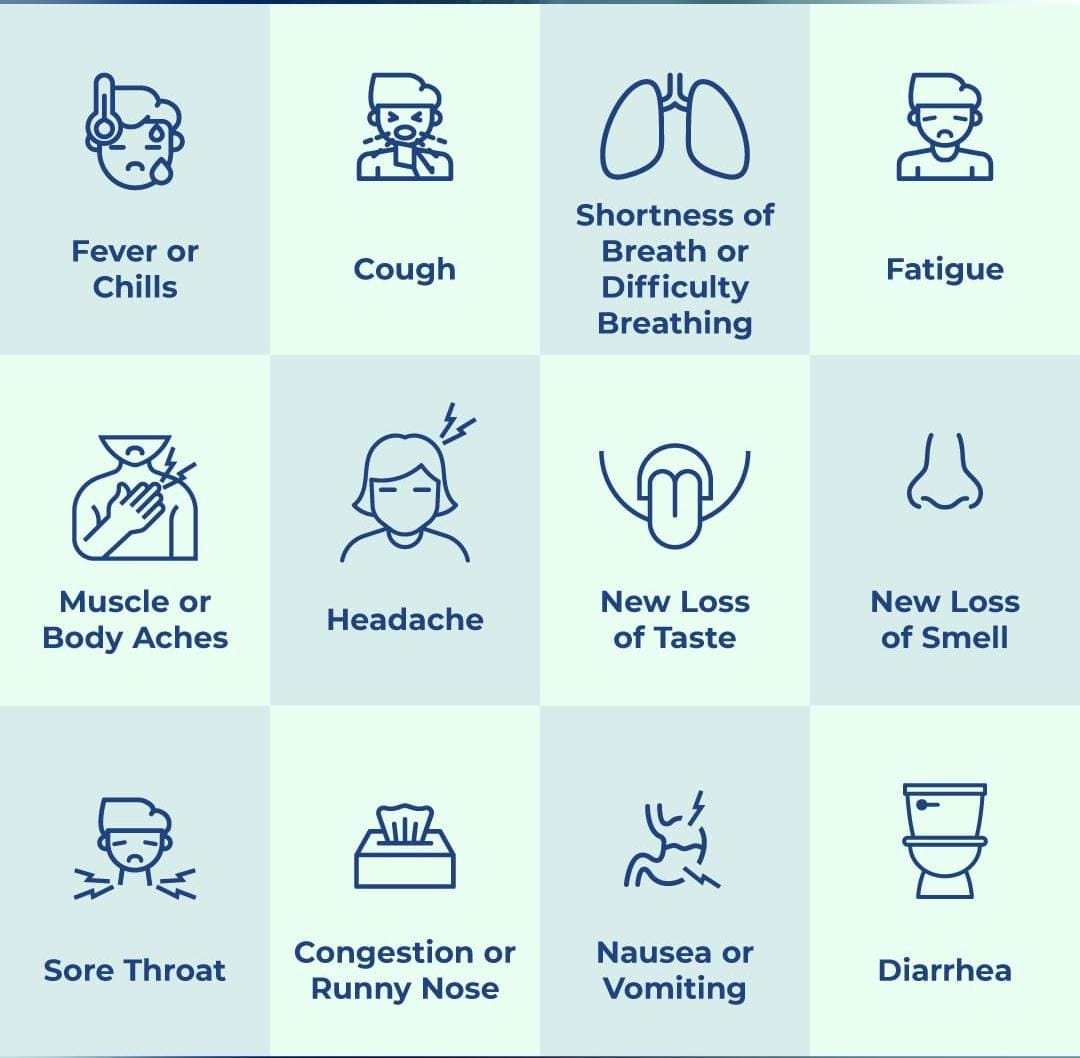 Fever or
Chills
Cough
Shortness of
Breath or
Difficulty
Breathing
Fatigue
Muscle or
Body Aches
Headache
New Loss
of Taste
New Loss
of Smell
Sore Throat
Congestion or
Runny Nose
Nausea or
Vomiting
Diarrhea